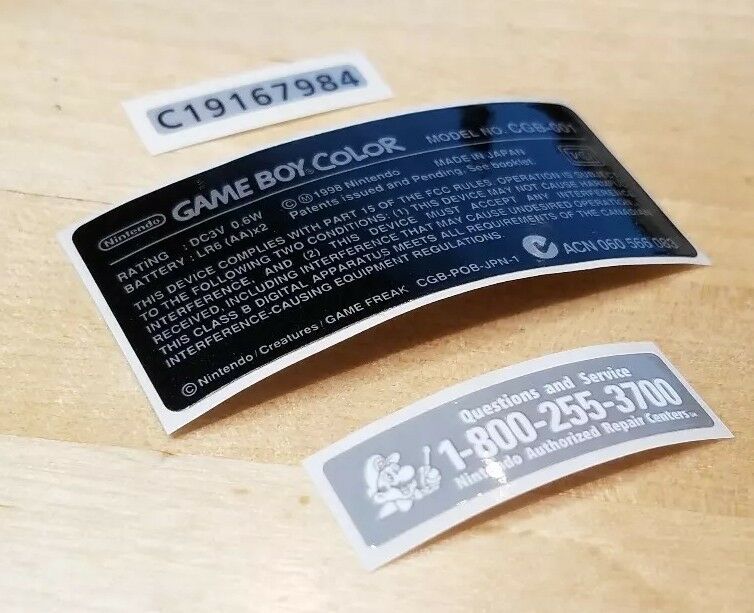 C19167984
Nintendo GAME BOY COLOR MODEL NO. CGB-001
RATING : DC3V 0.6W © Ⓜ 1998 Nintendo MADE IN JAPAN
BATTERY : LR6 (AA)x2 Patents issued and Pending. See booklet.
THIS DEVICE COMPLIES WITH PART 15 OF THE FCC RULES. OPERATION IS SUBJECT
TO THE FOLLOWING TWO CONDITIONS: (1) THIS DEVICE MAY NOT CAUSE HARMFUL
INTERFERENCE, AND (2) THIS DEVICE MUST ACCEPT ANY INTERFERENCE
RECEIVED, INCLUDING INTERFERENCE THAT MAY CAUSE UNDESIRED OPERATION.
THIS CLASS B DIGITAL APPARATUS MEETS ALL REQUIREMENTS OF THE CANADIAN
INTERFERENCE-CAUSING EQUIPMENT REGULATIONS. ACN 060 566 083
© Nintendo/Creatures/GAME FREAK CGB-POB-JPN-1
Questions and Service
1-800-255-3700
Nintendo Authorized Repair Centers℠